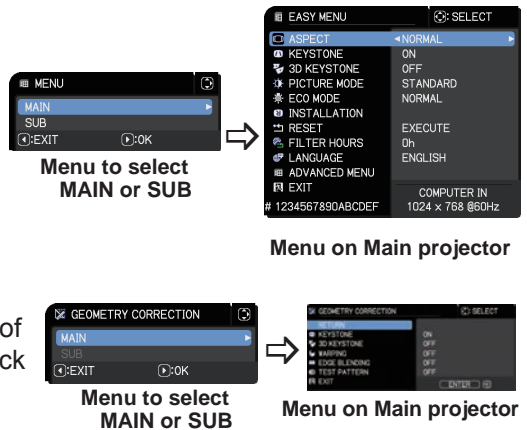 MENU
MAIN
SUB
:EXIT :OK
Menu to select
MAIN or SUB
EASY MENU :SELECT
ASPECT NORMAL
KEYSTONE ON
3D KEYSTONE OFF
PICTURE MODE STANDARD
ECO MODE NORMAL
INSTALLATION
RESET EXECUTE
FILTER HOURS 0h
LANGUAGE ENGLISH
ADVANCED MENU
EXIT
COMPUTER IN
# 1234567890ABCDEF 1024 x 768 @60Hz
Menu on Main projector
of
ck
GEOMETRY CORRECTION
MAIN
SUB
:EXIT :OK
Menu to select
MAIN or SUB
GEOMETRY CORRECTION :SELECT
RETURN
KEYSTONE ON
3D KEYSTONE OFF
WARPING OFF
EDGE BLENDING OFF
TEST PATTERN OFF
EXIT ENTER
Menu on Main projector